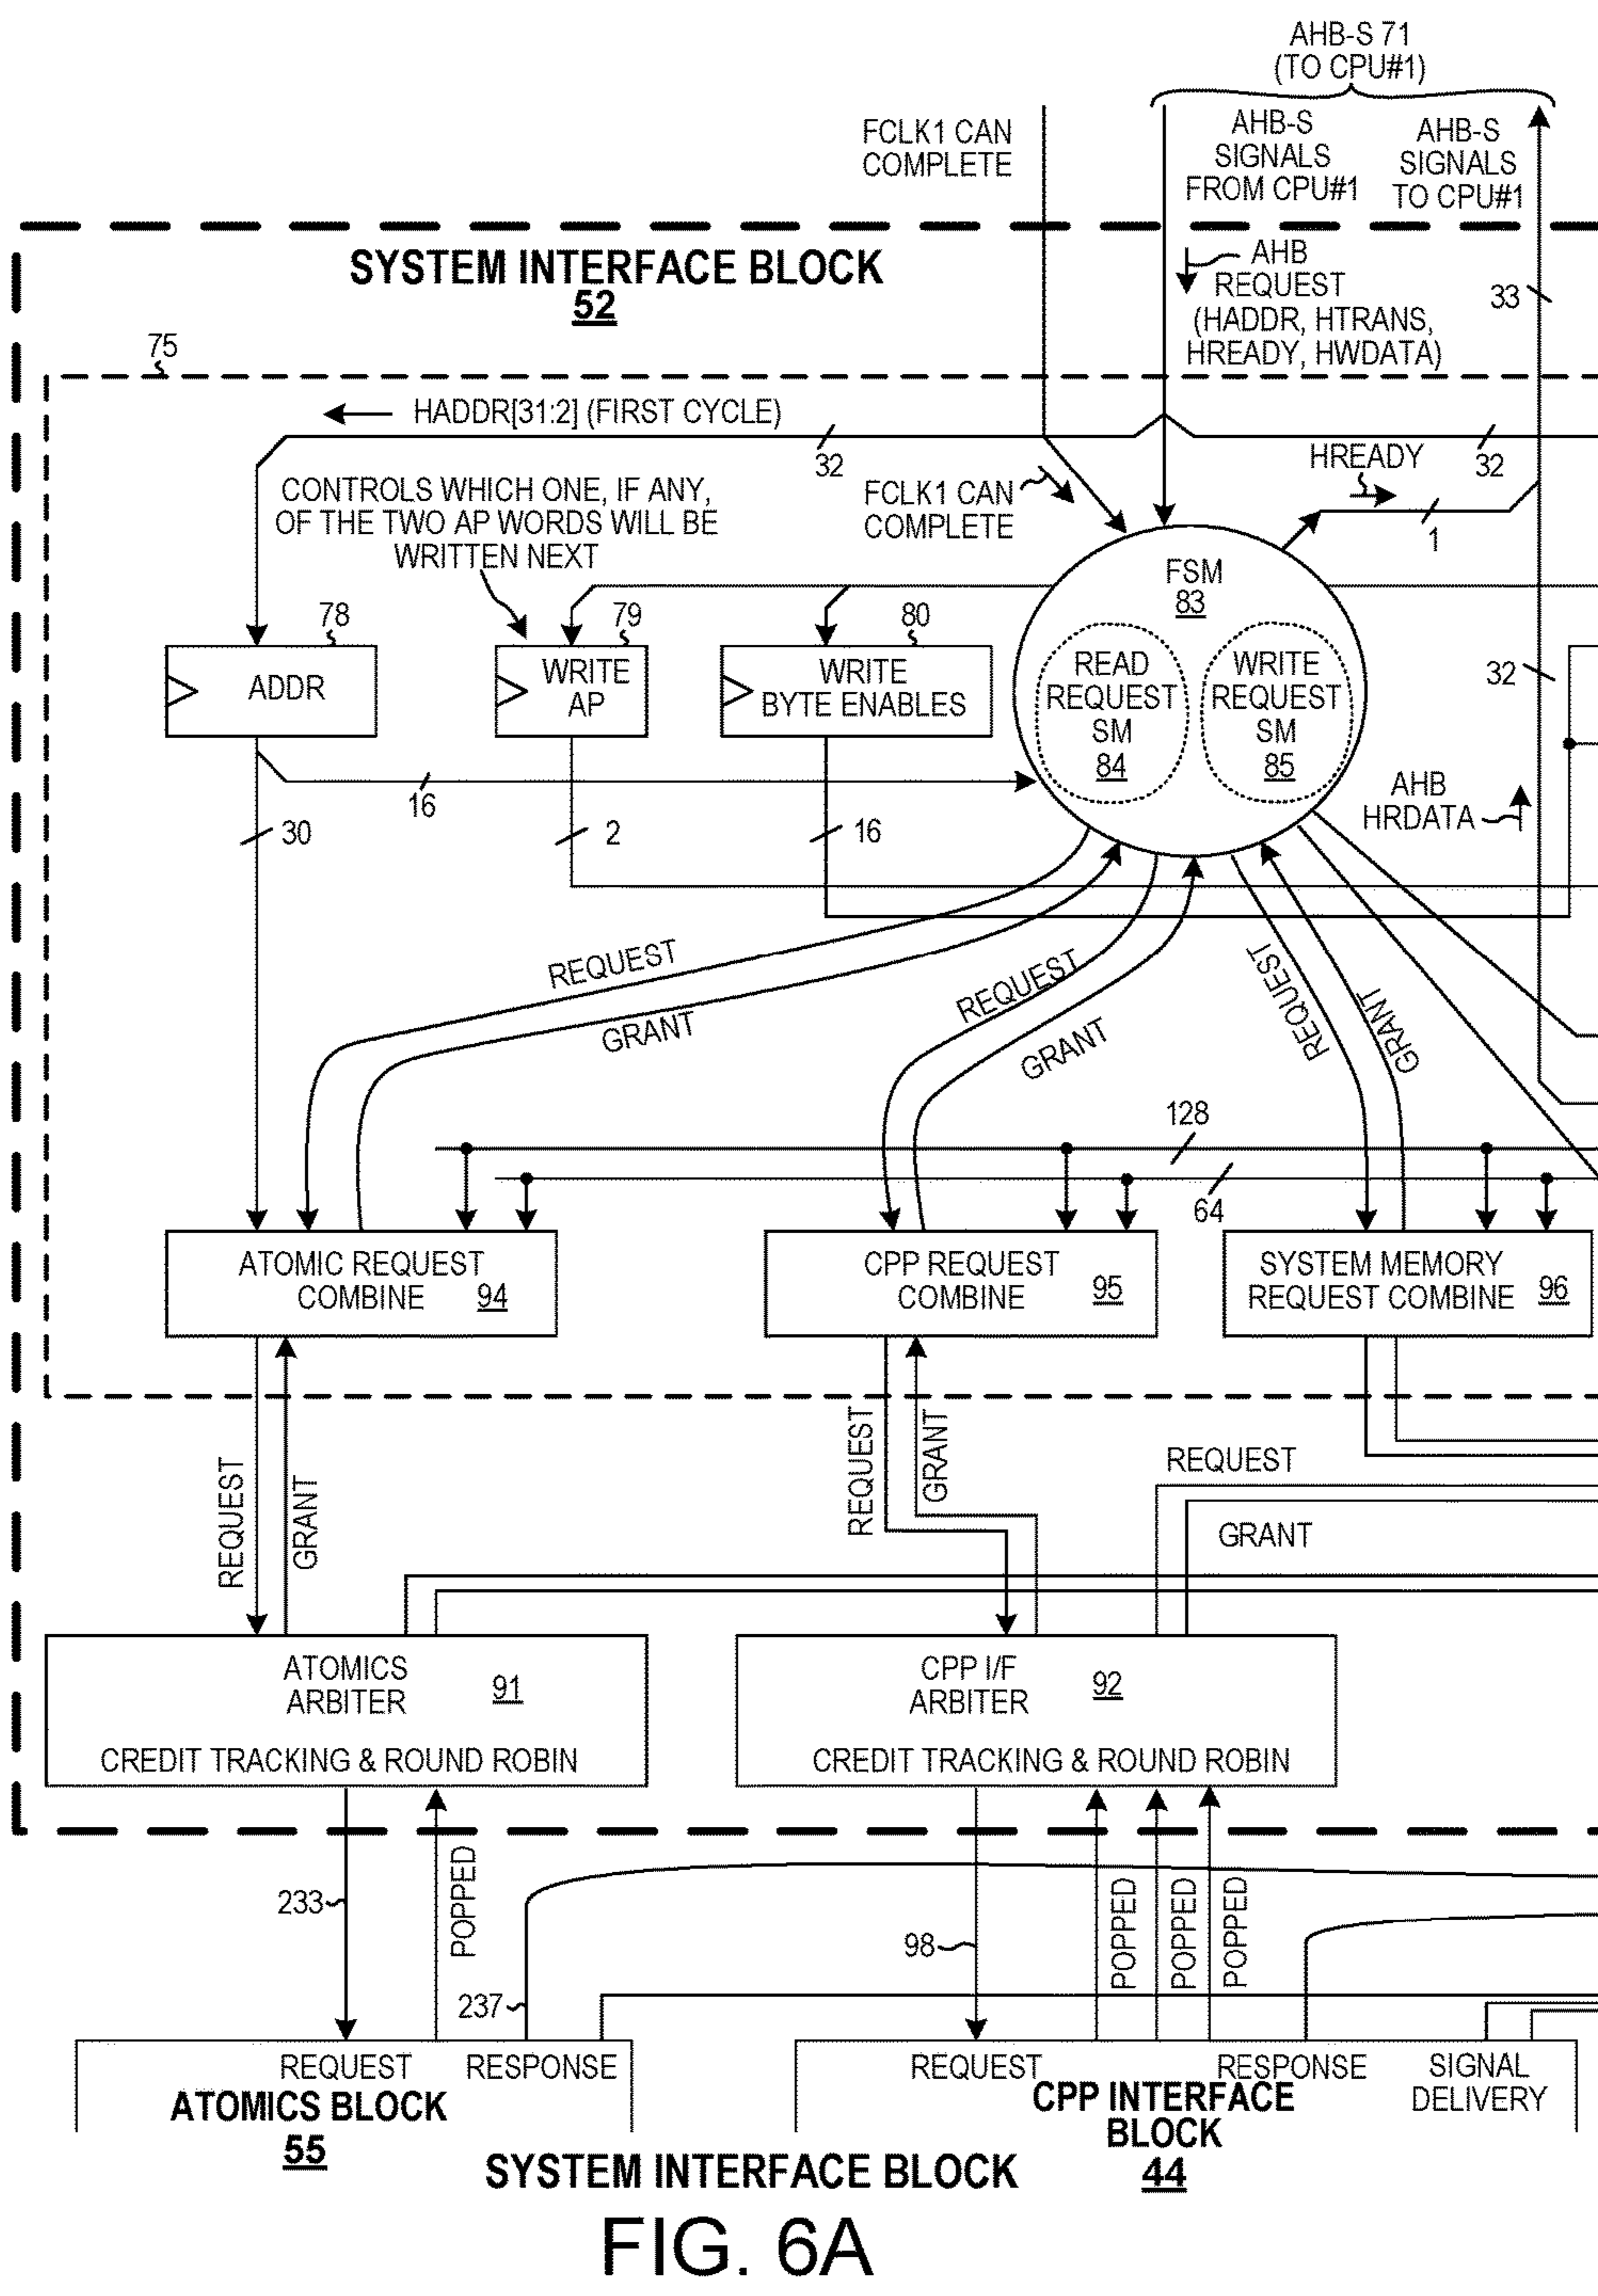 AHB-S 71
(TO CPU#1)
FCLK1 CAN
COMPLETE
AHB-S
SIGNALS
FROM CPU#1
AHB-S
SIGNALS
TO CPU#1
SYSTEM INTERFACE BLOCK
52
AHB
REQUEST
(HADDR, HTRANS,
HREADY, HWDATA)
33
75
HADDR[31:2] (FIRST CYCLE)
32
32
HREADY
1
CONTROLS WHICH ONE, IF ANY,
OF THE TWO AP WORDS WILL BE
WRITTEN NEXT
FCLK1 CAN
COMPLETE
FSM
83
78
ADDR
79
WRITE
AP
80
WRITE
BYTE ENABLES
READ
REQUEST
SM
84
WRITE
REQUEST
SM
85
32
AHB
HRDATA
16
30
2
16
REQUEST
GRANT
REQUEST
GRANT
REQUEST
GRANT
128
64
ATOMIC REQUEST
COMBINE 94
CPP REQUEST
COMBINE 95
SYSTEM MEMORY
REQUEST COMBINE 96
REQUEST
GRANT
REQUEST
GRANT
REQUEST
GRANT
ATOMICS
ARBITER 91
CREDIT TRACKING & ROUND ROBIN
CPP I/F
ARBITER 92
CREDIT TRACKING & ROUND ROBIN
233
POPPED
237
98
POPPED
POPPED
POPPED
REQUEST
RESPONSE
ATOMICS BLOCK
55
REQUEST
RESPONSE
SIGNAL
DELIVERY
CPP INTERFACE
BLOCK
44
SYSTEM INTERFACE BLOCK
FIG. 6A